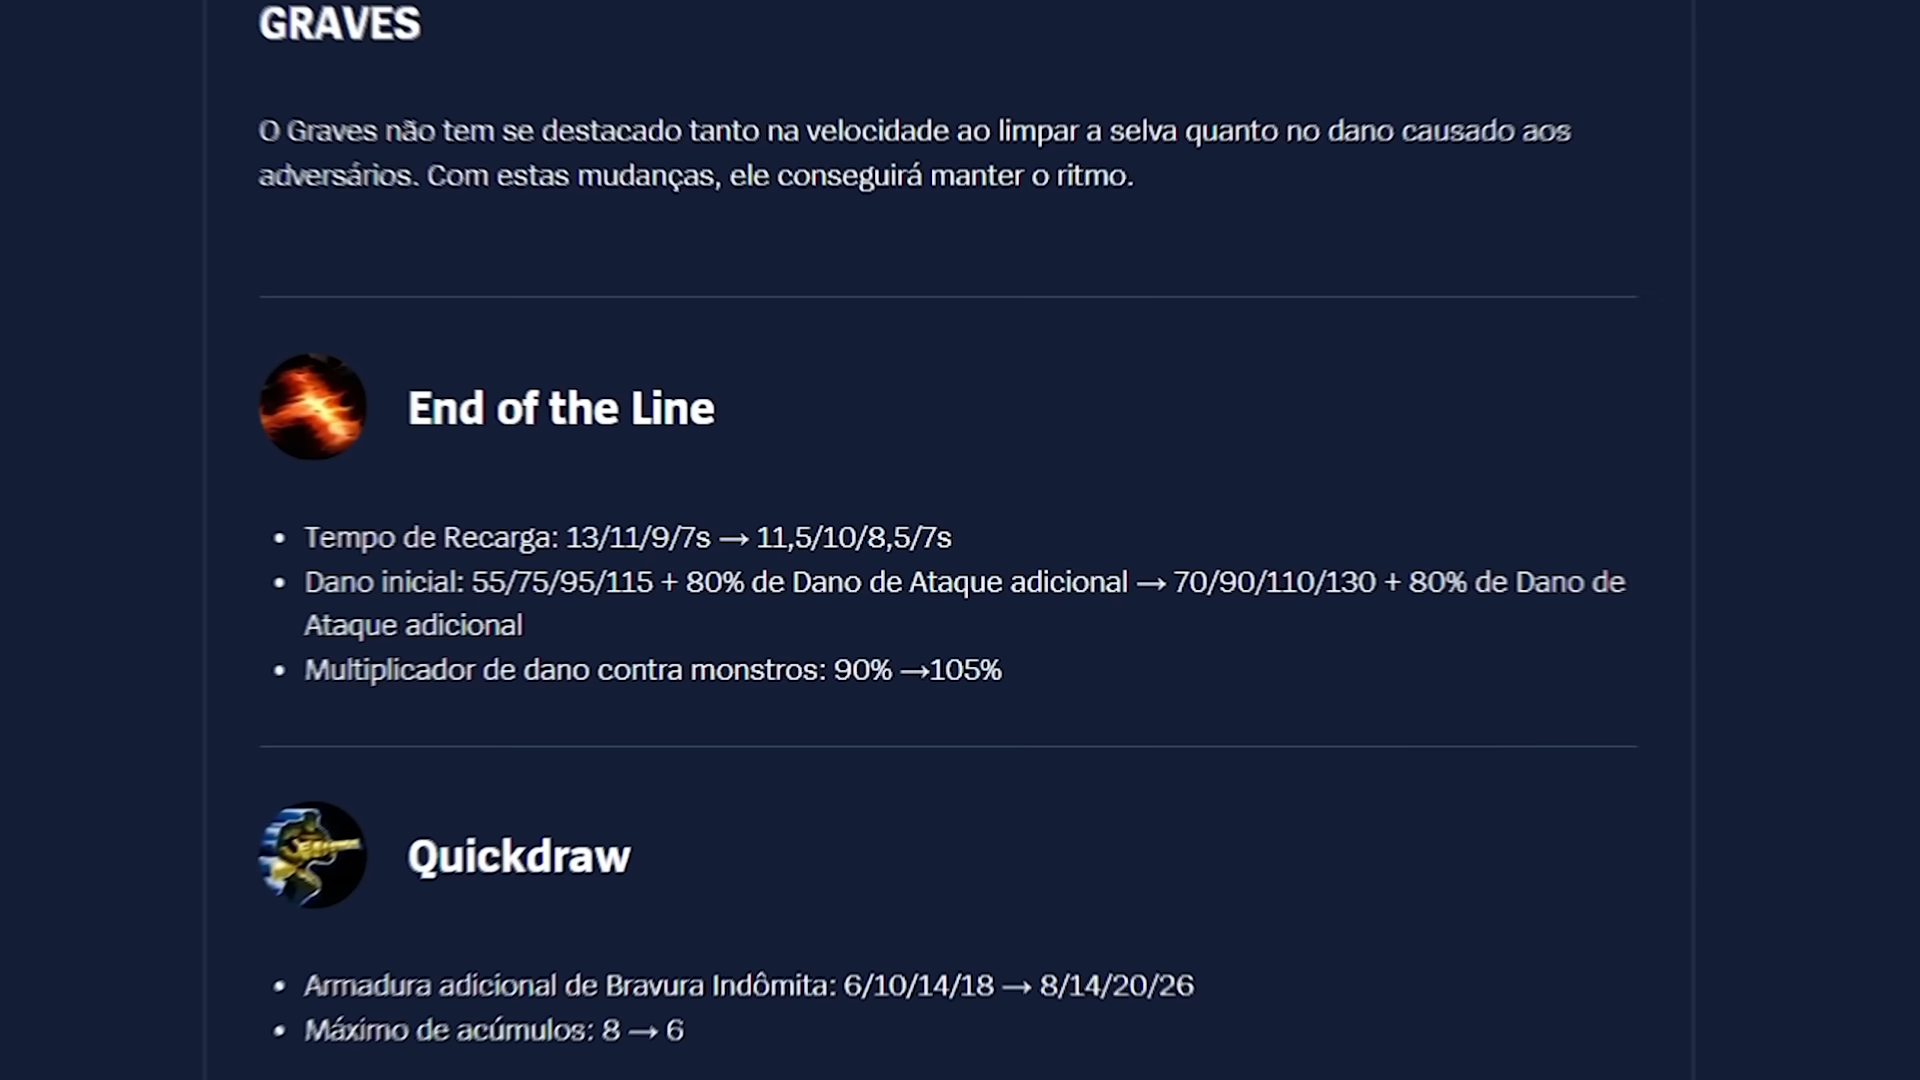 GRAVES
O Graves não tem se destacado tanto na velocidade ao limpar a selva quanto no dano causado aos
adversários. Com estas mudanças, ele conseguirá manter o ritmo.
End of the Line
• Tempo de Recarga: 13/11/9/7s → 11,5/10/8,5/7s
• Dano inicial: 55/75/95/115 + 80% de Dano de Ataque adicional → 70/90/110/130 + 80% de Dano de
Ataque adicional
• Multiplicador de dano contra monstros: 90% →105%
Quickdraw
• Armadura adicional de Bravura Indômita: 6/10/14/18 → 8/14/20/26
• Máximo de acúmulos: 8 → 6